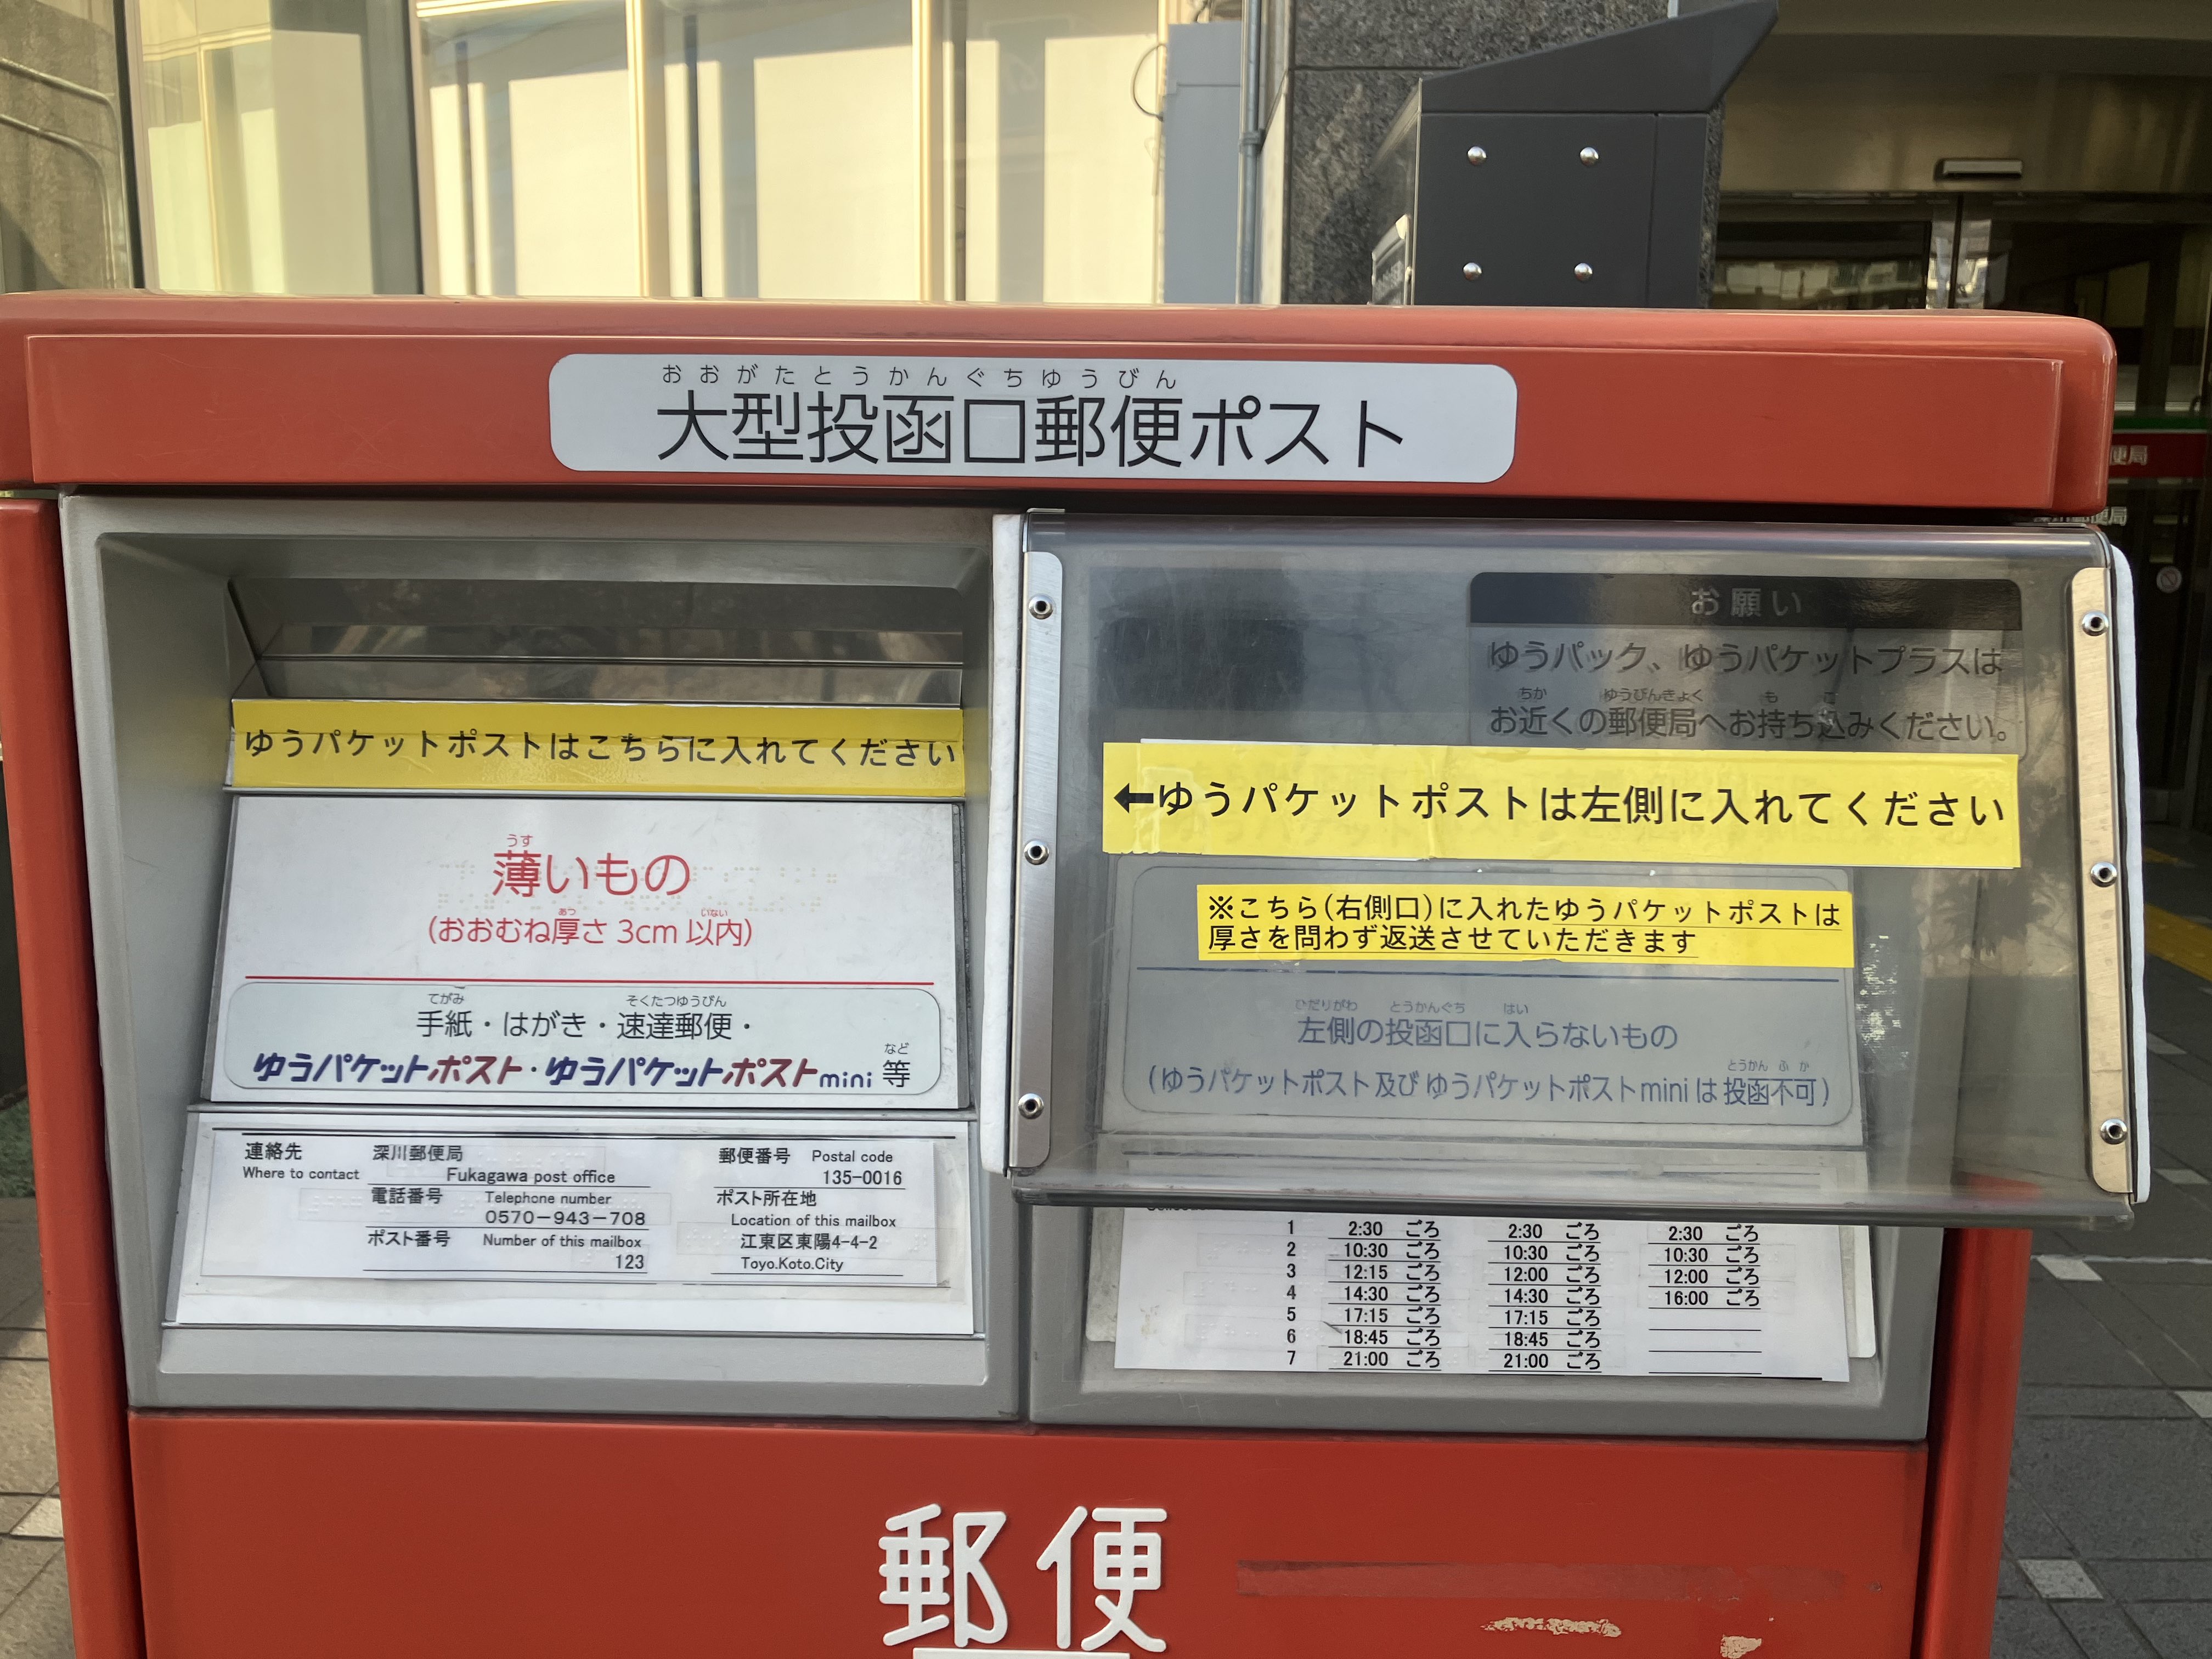 おおがたとうかんぐちゆうびん
大型投函口郵便ポスト
ゆうパケットポストはこちらに入れてください
うす
薄いもの
あつ いない
(おおむね厚さ 3cm 以内)
てがみ そくたつゆうびん
手紙・はがき・速達郵便・
など
ゆうパケットポスト・ゆうパケットポストmini 等
連絡先 深川郵便局 郵便番号 Postal code
Where to contact Fukagawa post office 135-0016
電話番号 Telephone number ポスト所在地
0570-943-708 Location of this mailbox
ポスト番号 Number of this mailbox 江東区東陽4-4-2
123 Toyo.Koto.City
お願い
ゆうパック、ゆうパケットプラスは
ちか ゆうびんきょく も こ
お近くの郵便局へお持ち込みください。
←ゆうパケットポストは左側に入れてください
※こちら(右側口)に入れたゆうパケットポストは
厚さを問わず返送させていただきます
ひだりがわ とうかんぐち はい
左側の投函口に入らないもの
とうかん ふ か
(ゆうパケットポスト及びゆうパケットポストminiは投函不可)
1 2:30 ごろ 2:30 ごろ 2:30 ごろ
2 10:30 ごろ 10:30 ごろ 10:30 ごろ
3 12:15 ごろ 12:00 ごろ 12:00 ごろ
4 14:30 ごろ 14:30 ごろ 16:00 ごろ
5 17:15 ごろ 17:15 ごろ
6 18:45 ごろ 18:45 ごろ
7 21:00 ごろ 21:00 ごろ
郵便
便局